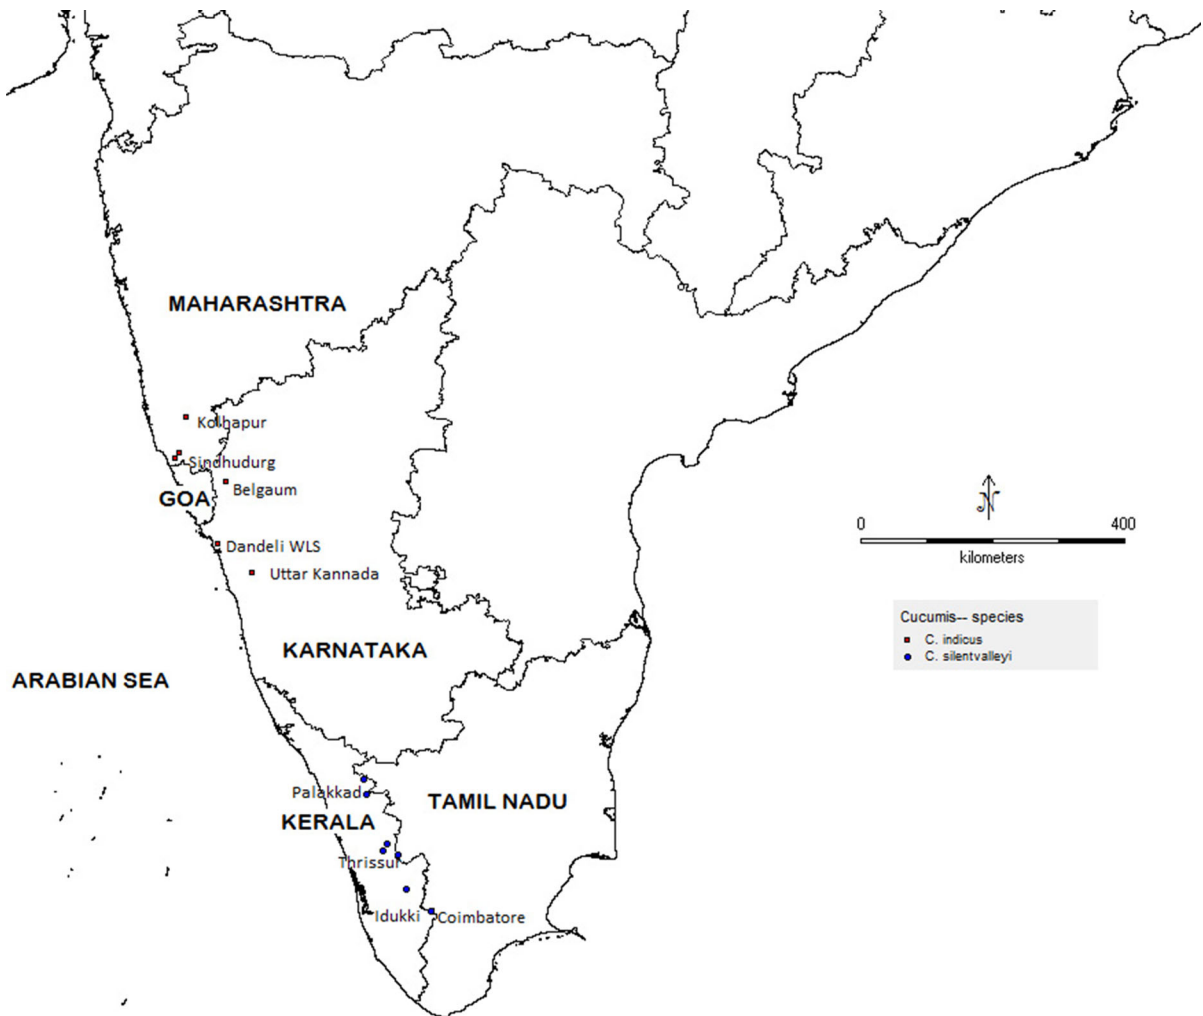 MAHARASHTRA
Kolhapur
Sindhudurg
Belgaum
GOA
N
0 400
kilometers
Dandeli WLS
Uttar Kannada
Cucumis-- species
C. indicus
C. silentvalleyi
KARNATAKA
ARABIAN SEA
Palakkad
TAMIL NADU
KERALA
Thrissur
Idukki
Coimbatore